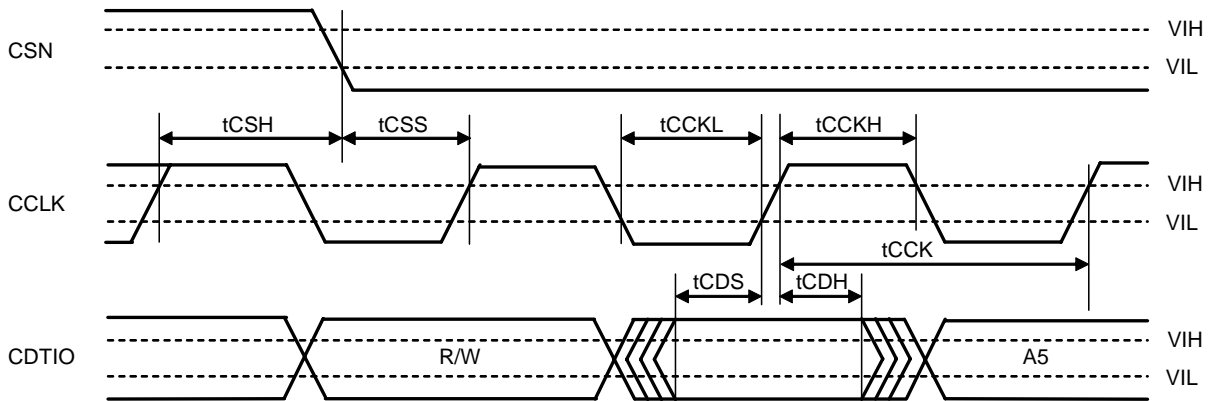 CSN
VIH
VIL
tCSH
tCSS
tCCKL
tCCKH
CCLK
VIH
VIL
tCCK
tCDS
tCDH
CDTIO
R/W
A5
VIH
VIL